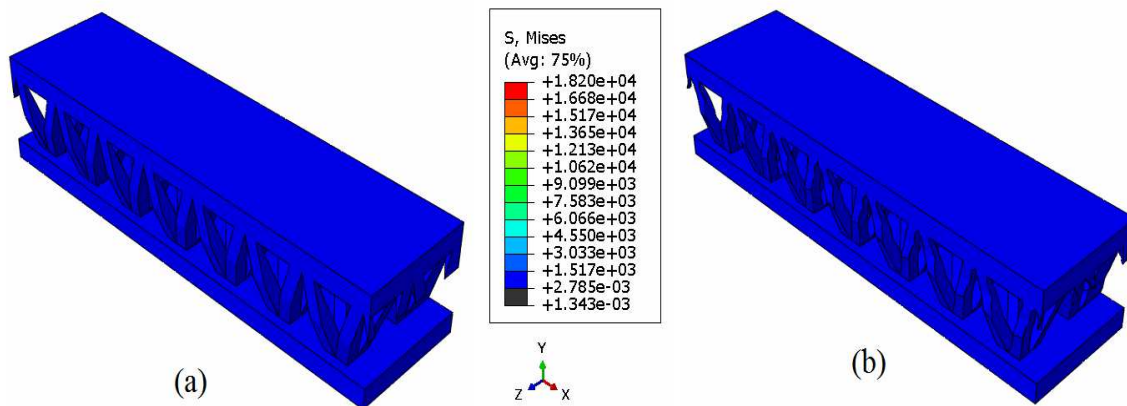 S, Mises
(Avg: 75%)
+1.820e+04
+1.668e+04
+1.517e+04
+1.365e+04
+1.213e+04
+1.062e+04
+9.099e+03
+7.583e+03
+6.066e+03
+4.550e+03
+3.033e+03
+1.517e+03
+2.785e-03
+1.343e-03
Y
Z
X
(a)
(b)